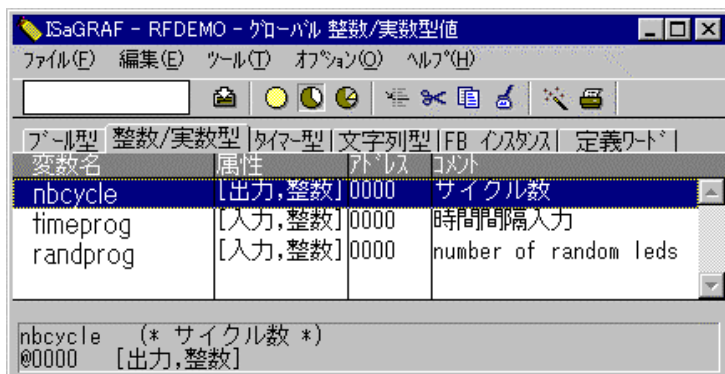 ISaGRAF - RFDEMO - ｸﾞﾛｰﾊﾞﾙ 整数/実数型値
ﾌｧｲﾙ(F) 編集(E) ﾂｰﾙ(T) ｵﾌﾟｼｮﾝ(O) ﾍﾙﾌﾟ(H)
ﾌﾞｰﾙ型 整数/実数型 ﾀｲﾏｰ型 文字列型 FB ｲﾝｽﾀﾝｽ 定義ﾜｰﾄﾞ
変数名 属性 ｱﾄﾞﾚｽ ｺﾒﾝﾄ
nbcycle [出力,整数] 0000 サイクル数
timeprog [入力,整数] 0000 時間間隔入力
randprog [入力,整数] 0000 number of random leds
nbcycle (* サイクル数 *)
@0000 [出力,整数]